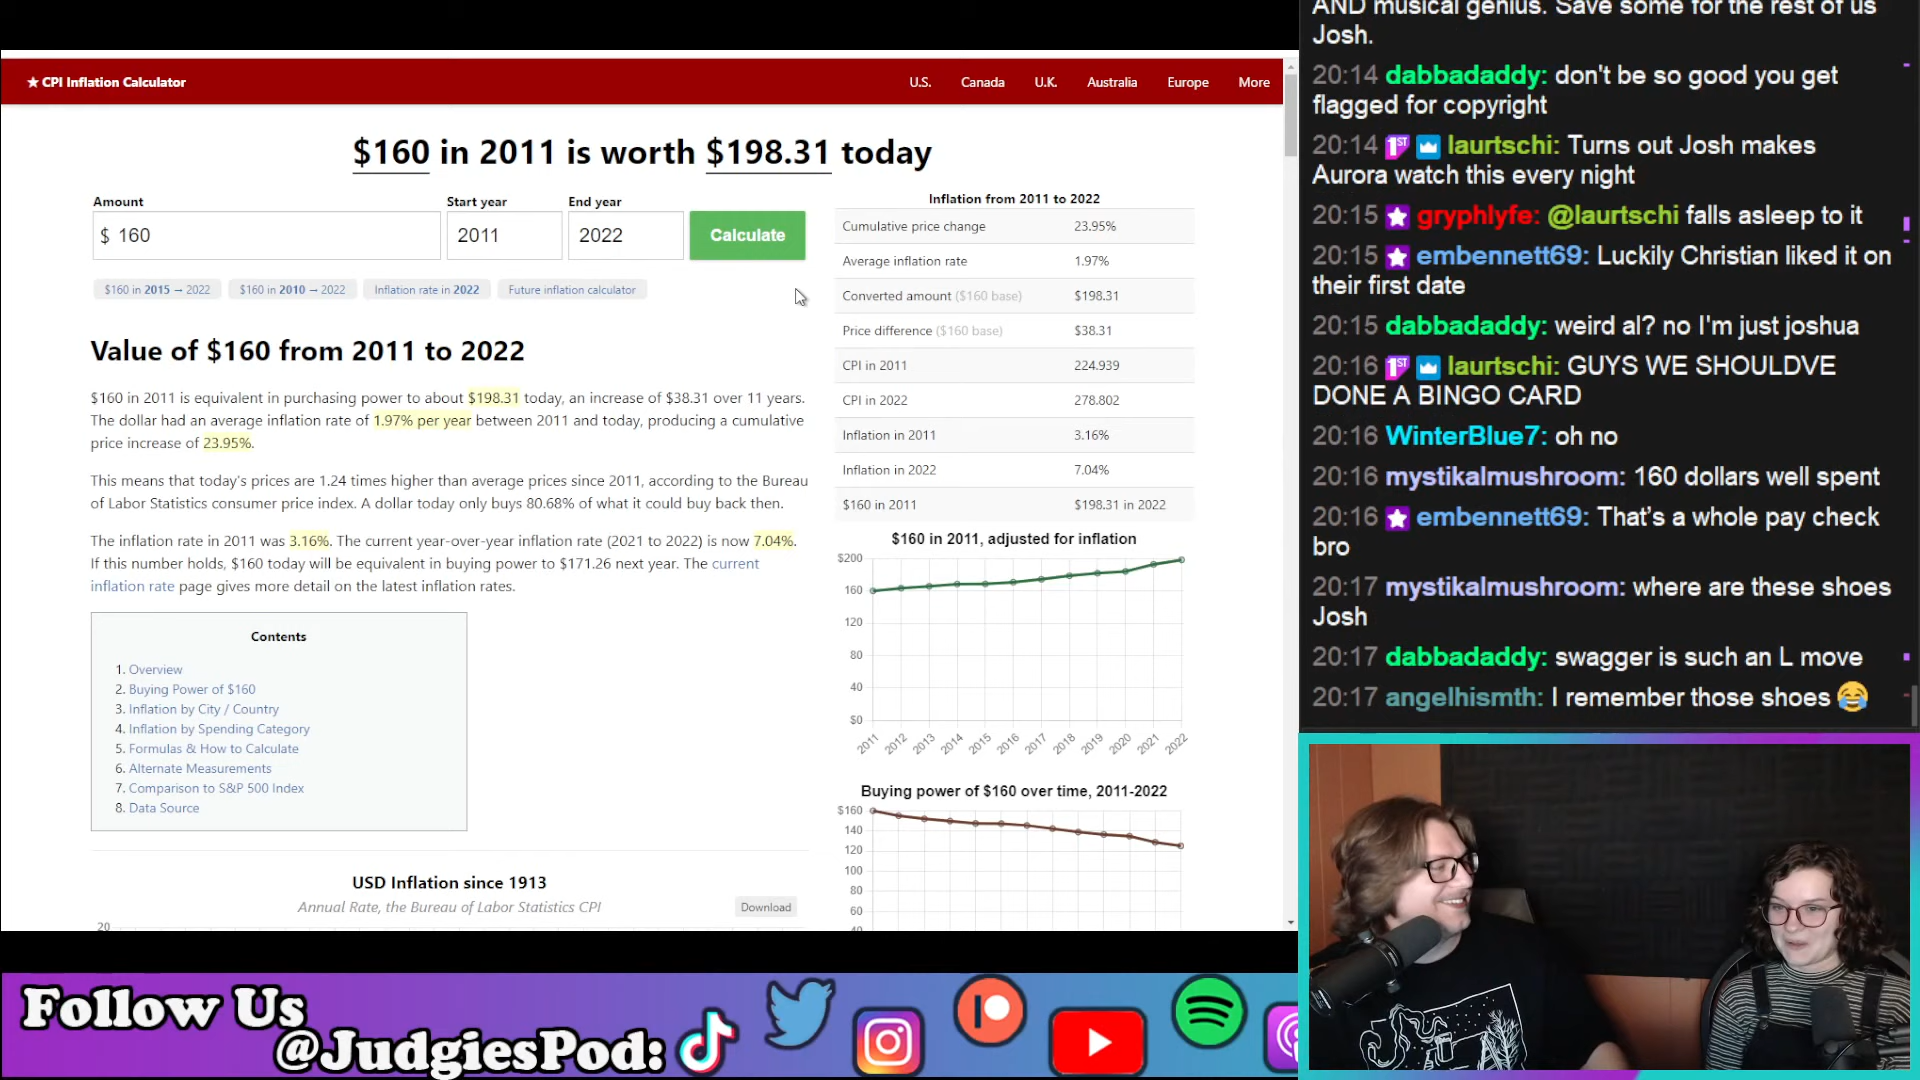 ★ CPI Inflation Calculator
U.S. Canada U.K. Australia Europe More
$160 in 2011 is worth $198.31 today
Amount Start year End year
$ 160 2011 2022 Calculate
$160 in 2015 → 2022 $160 in 2010 → 2022 Inflation rate in 2022 Future inflation calculator
Value of $160 from 2011 to 2022
$160 in 2011 is equivalent in purchasing power to about $198.31 today, an increase of $38.31 over 11 years.
The dollar had an average inflation rate of 1.97% per year between 2011 and today, producing a cumulative
price increase of 23.95%.
This means that today's prices are 1.24 times higher than average prices since 2011, according to the Bureau
of Labor Statistics consumer price index. A dollar today only buys 80.68% of what it could buy back then.
The inflation rate in 2011 was 3.16%. The current year-over-year inflation rate (2021 to 2022) is now 7.04%.
If this number holds, $160 today will be equivalent in buying power to $171.26 next year. The current
inflation rate page gives more detail on the latest inflation rates.
Contents
1. Overview
2. Buying Power of $160
3. Inflation by City / Country
4. Inflation by Spending Category
5. Formulas & How to Calculate
6. Alternate Measurements
7. Comparison to S&P 500 Index
8. Data Source
USD Inflation since 1913
Annual Rate, the Bureau of Labor Statistics CPI
Download
20
Inflation from 2011 to 2022
Cumulative price change 23.95%
Average inflation rate 1.97%
Converted amount ($160 base) $198.31
Price difference ($160 base) $38.31
CPI in 2011 224.939
CPI in 2022 278.802
Inflation in 2011 3.16%
Inflation in 2022 7.04%
$160 in 2011 $198.31 in 2022
$160 in 2011, adjusted for inflation
$200
160
120
80
40
$0
2011 2012 2013 2014 2015 2016 2017 2018 2019 2020 2021 2022
Buying power of $160 over time, 2011-2022
$160
140
120
100
80
60
40
AND musical genius. Save some for the rest of us
Josh.
20:14 dabbadaddy: don't be so good you get
flagged for copyright
20:14 1ST laurtschi: Turns out Josh makes
Aurora watch this every night
20:15 gryphlyfe: @laurtschi falls asleep to it
20:15 embennett69: Luckily Christian liked it on
their first date
20:15 dabbadaddy: weird al? no I'm just joshua
20:16 1ST laurtschi: GUYS WE SHOULDVE
DONE A BINGO CARD
20:16 WinterBlue7: oh no
20:16 mystikalmushroom: 160 dollars well spent
20:16 embennett69: That's a whole pay check
bro
20:17 mystikalmushroom: where are these shoes
Josh
20:17 dabbadaddy: swagger is such an L move
20:17 angelhismth: I remember those shoes 😂
Follow Us
@JudgiesPod: